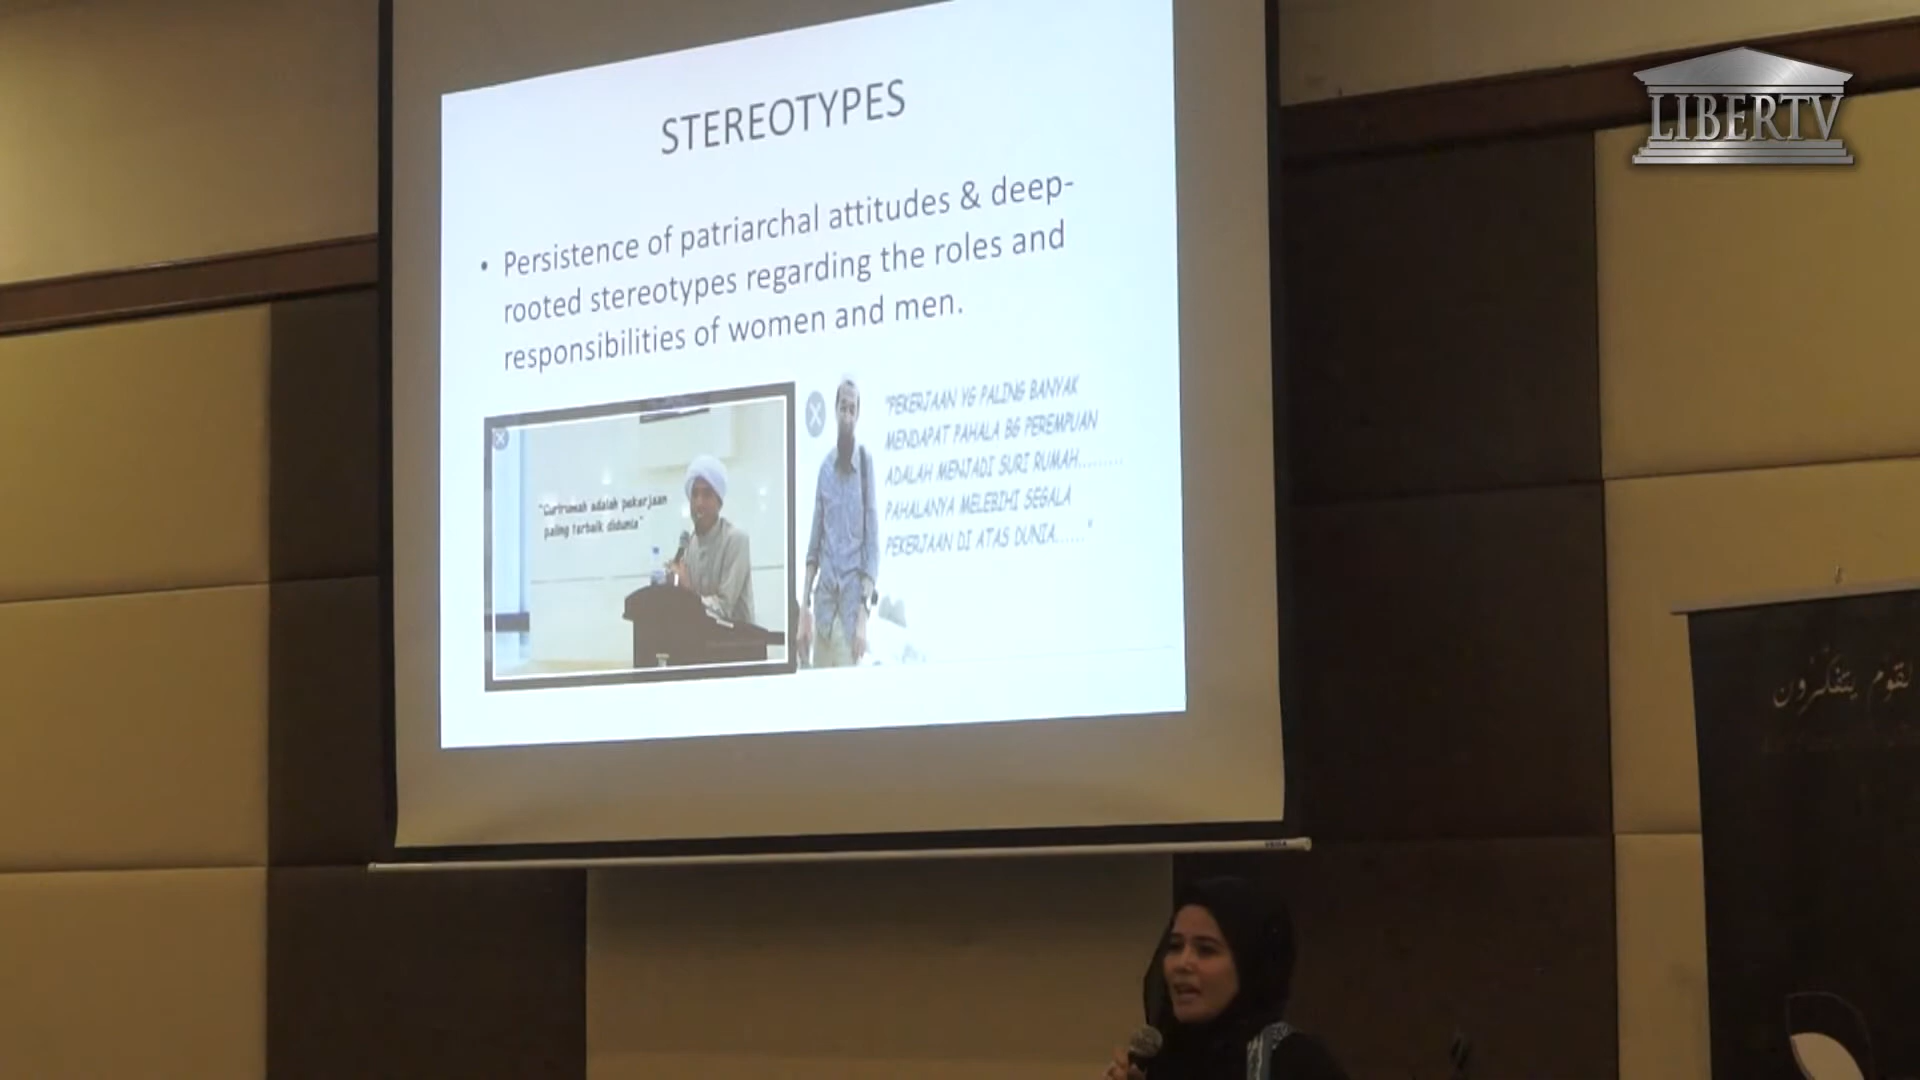 LIBERTV
STEREOTYPES
• Persistence of patriarchal attitudes & deep-
rooted stereotypes regarding the roles and
responsibilities of women and men.
"Surirumah adalah pekerjaan
paling terbaik didunia"
"PEKERJAAN YG PALING BANYAK
MENDAPAT PAHALA BG PEREMPUAN
ADALAH MENJADI SURI RUMAH.........
PAHALANYA MELEBIHI SEGALA
PEKERJAAN DI ATAS DUNIA......"
لقوم يتفكرون